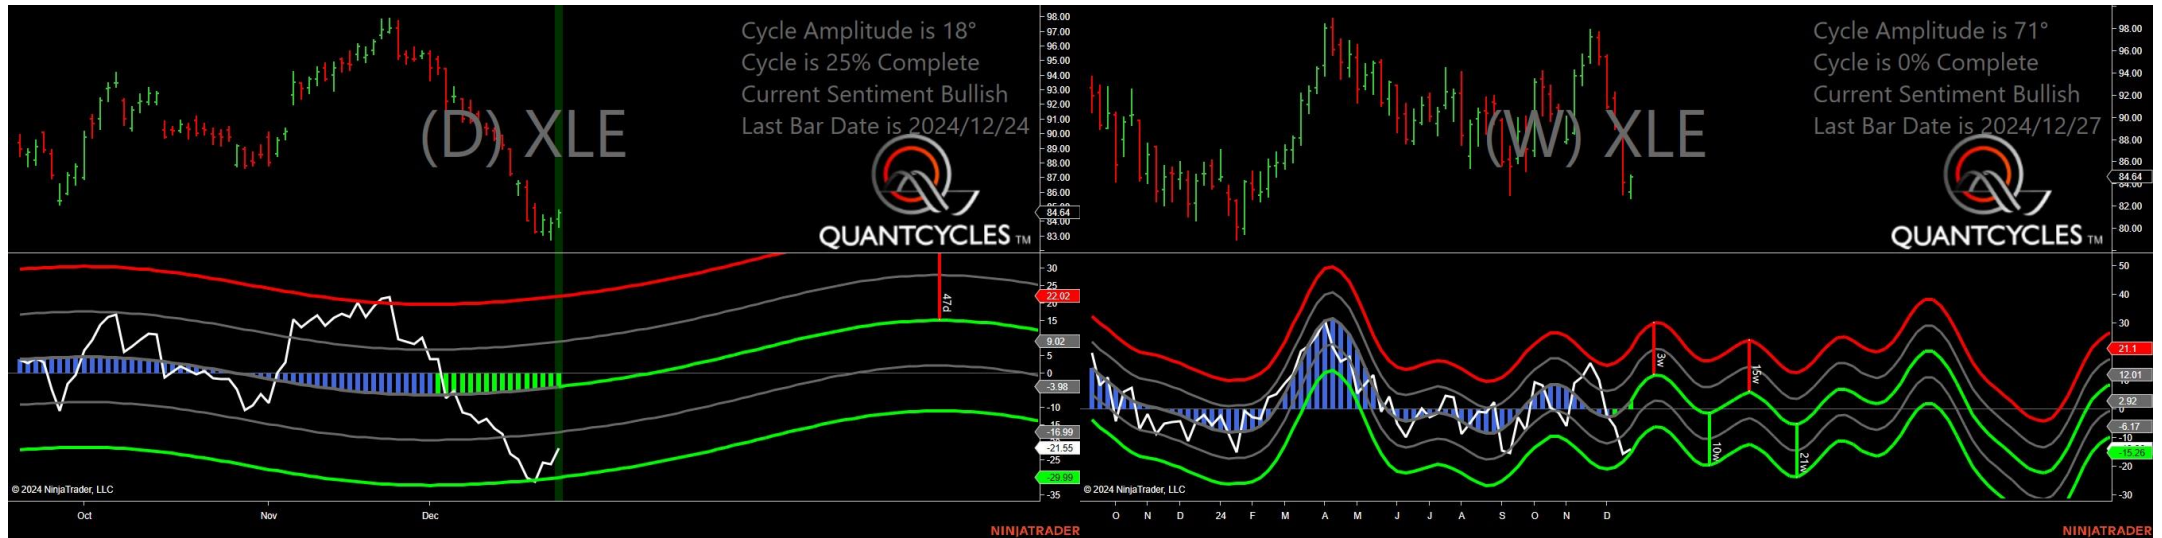 Cycle Amplitude is 18°
Cycle is 25% Complete
Current Sentiment Bullish
Last Bar Date is 2024/12/24
(D) XLE
QUANTCYCLES TM
98.00
97.00
96.00
95.00
94.00
93.00
92.00
91.00
90.00
89.00
88.00
87.00
86.00
84.64
84.00
83.00
47d
30
25
22.02
15
9.02
5
0
-3.98
-10
-16.99
-21.55
-25
-29.99
-35
© 2024 NinjaTrader, LLC
Oct
Nov
Dec
NINJATRADER
Cycle Amplitude is 71°
Cycle is 0% Complete
Current Sentiment Bullish
Last Bar Date is 2024/12/27
(W) XLE
QUANTCYCLES TM
98.00
96.00
94.00
92.00
90.00
88.00
86.00
84.64
84.00
82.00
80.00
3w
10w
15w
21w
50
40
30
21.1
12.01
2.92
0
-6.17
-10
-15.26
-20
-30
© 2024 NinjaTrader, LLC
O N D 24 F M A M J J A S O N D
NINJATRADER